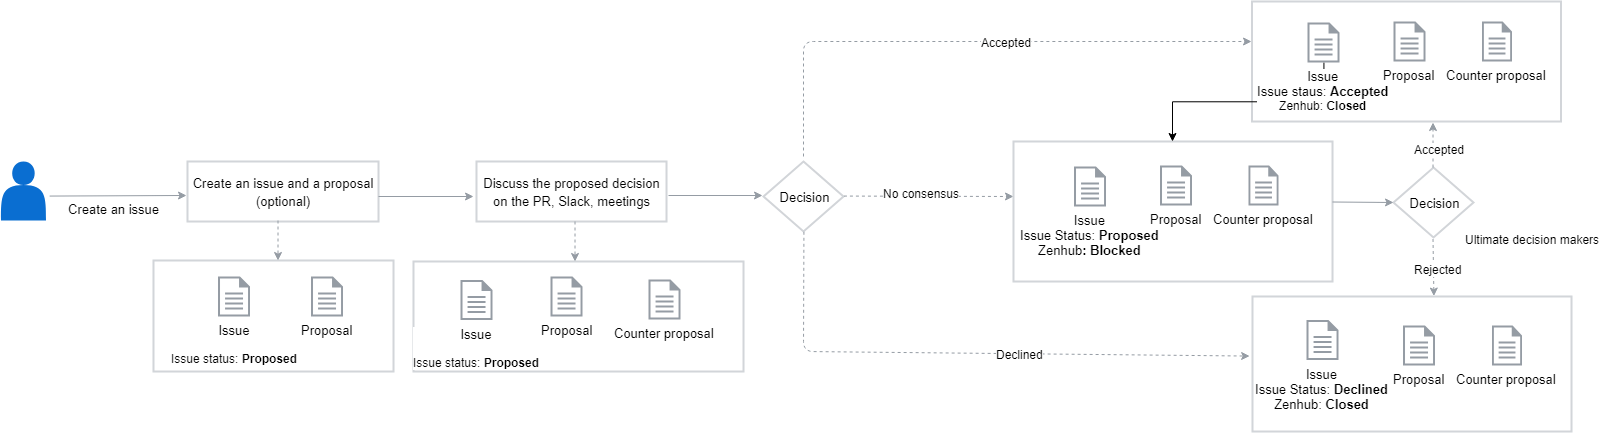 Create an issue
Create an issue and a proposal
(optional)
Issue
Proposal
Issue status: Proposed
Discuss the proposed decision
on the PR, Slack, meetings
Issue
Proposal
Counter proposal
Issue status: Proposed
Decision
Accepted
No consensus
Declined
Issue
Proposal
Counter proposal
Issue staus: Accepted
Zenhub: Closed
Issue
Proposal
Counter proposal
Issue Status: Proposed
Zenhub: Blocked
Accepted
Decision
Ultimate decision makers
Rejected
Issue
Proposal
Counter proposal
Issue Status: Declined
Zenhub: Closed